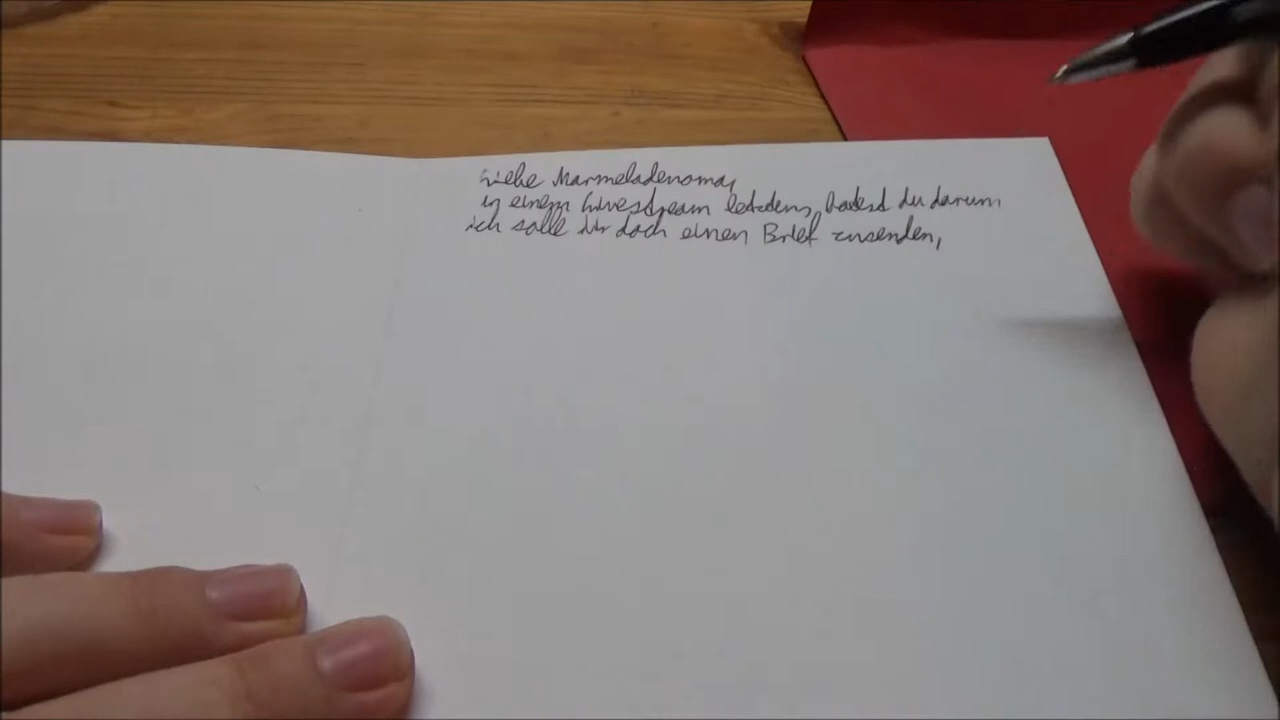 Liebe Marmeladenoma,
in einem Livestream letztens, batest du darum
ich solle dir doch einen Brief zusenden,